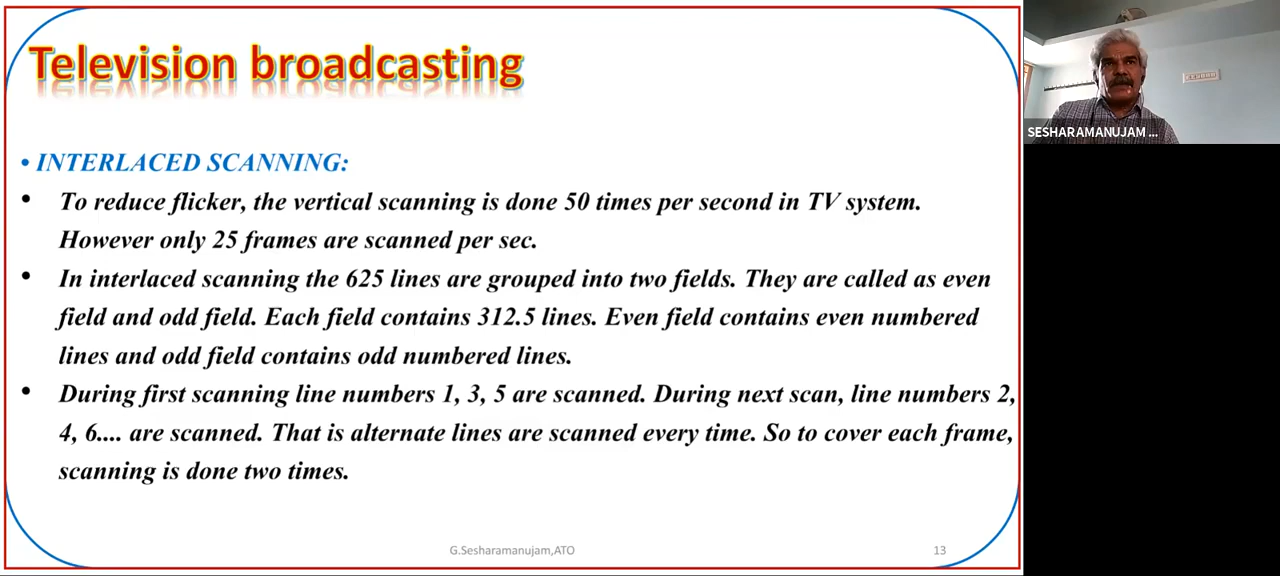 Television broadcasting
SESHARAMANUJAM ...
• INTERLACED SCANNING:
• To reduce flicker, the vertical scanning is done 50 times per second in TV system.
However only 25 frames are scanned per sec.
• In interlaced scanning the 625 lines are grouped into two fields. They are called as even
field and odd field. Each field contains 312.5 lines. Even field contains even numbered
lines and odd field contains odd numbered lines.
• During first scanning line numbers 1, 3, 5 are scanned. During next scan, line numbers 2,
4, 6.... are scanned. That is alternate lines are scanned every time. So to cover each frame,
scanning is done two times.
G.Sesharamanujam,ATO
13